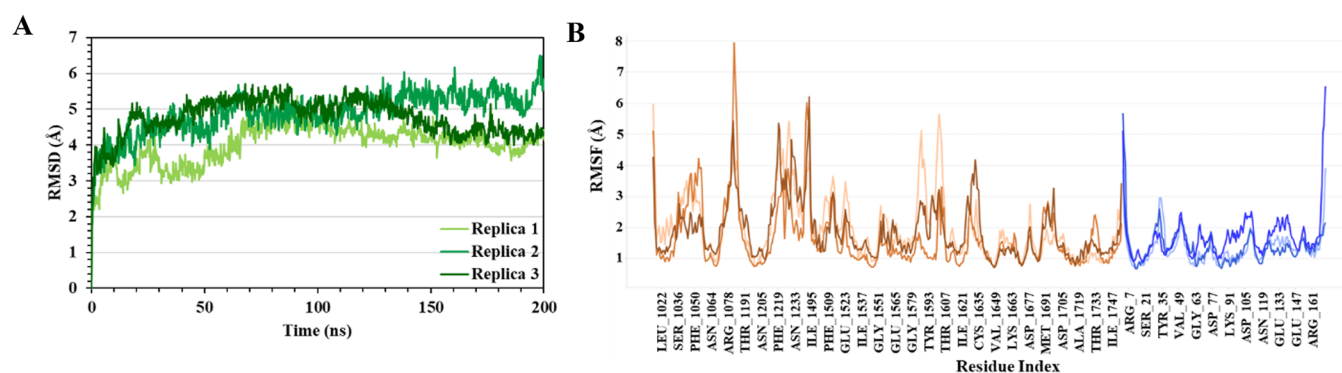 A
7
6
5
4
3
2
1
0
RMSD (Å)
Replica 1
Replica 2
Replica 3
0
50
100
150
200
Time (ns)
B
8
7
6
5
4
3
2
1
RMSF (Å)
LEU_1022
SER_1036
PHE_1050
ASN_1064
ARG_1078
THR_1191
ASN_1205
PHE_1219
ASN_1233
ILE_1495
PHE_1509
GLU_1523
ILE_1537
GLY_1551
GLU_1565
GLY_1579
TYR_1593
THR_1607
ILE_1621
CYS_1635
VAL_1649
LYS_1663
ASP_1677
MET_1691
ASP_1705
ALA_1719
THR_1733
ILE_1747
ARG_7
SER_21
TYR_35
VAL_49
GLY_63
ASP_77
LYS_91
ASP_105
ASN_119
GLU_133
GLU_147
ARG_161
Residue Index